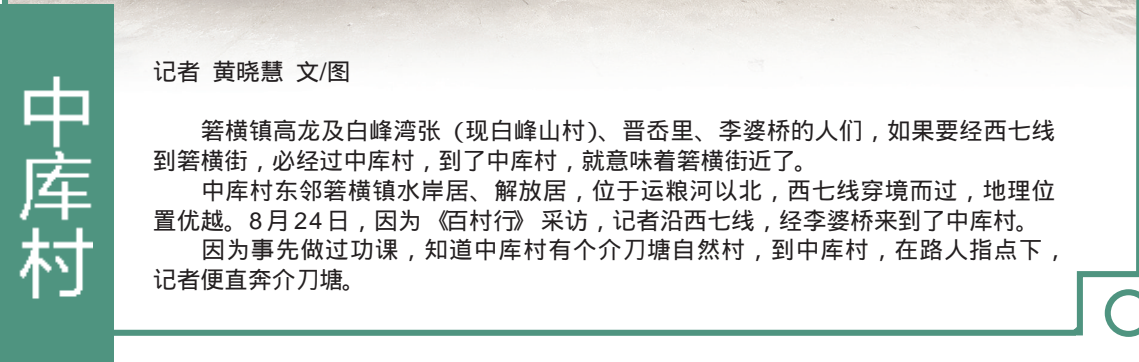 中库村
记者 黄晓慧 文/图
箬横镇高龙及白峰湾张（现白峰山村）、晋岙里、李婆桥的人们，如果要经西七线
到箬横街，必经过中库村，到了中库村，就意味着箬横街近了。
中库村东邻箬横镇水岸居、解放居，位于运粮河以北，西七线穿境而过，地理位
置优越。8月24日，因为《百村行》采访，记者沿西七线，经李婆桥来到了中库村。
因为事先做过功课，知道中库村有个介刀塘自然村，到中库村，在路人指点下，
记者便直奔介刀塘。